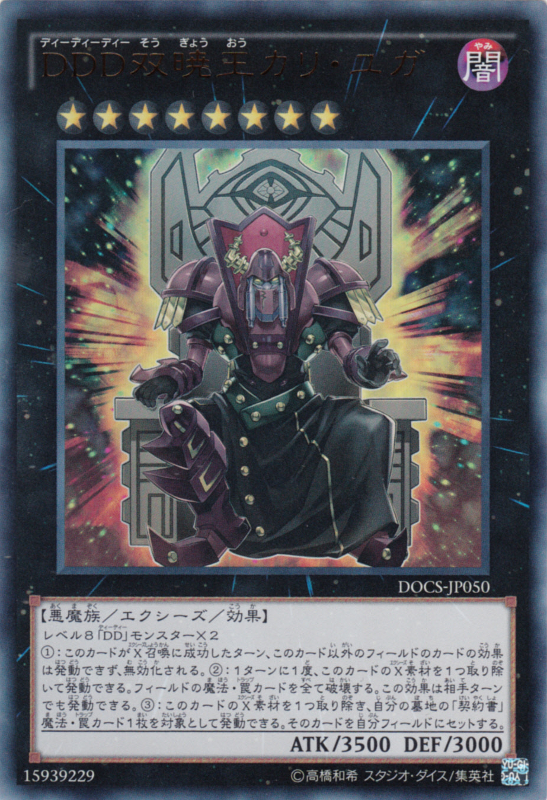 ディーディーディー そう ぎょう おう
DDD双暁王カリ・ユガ
やみ
闇
DOCS-JP050
【悪魔族／エクシーズ／効果】
レベル8「DD」モンスター×2
①：このカードがX召喚に成功したターン、このカード以外のフィールドのカードの効果
は発動できず、無効化される。②：1ターンに1度、このカードのX素材を1つ取り除
いて発動できる。フィールドの魔法・罠カードを全て破壊する。この効果は相手ターン
でも発動できる。③：このカードのX素材を1つ取り除き、自分の墓地の「契約書」
魔法・罠カード1枚を対象として発動できる。そのカードを自分フィールドにセットする。
ATK/3500 DEF/3000
15939229
©高橋和希 スタジオ・ダイス/集英社